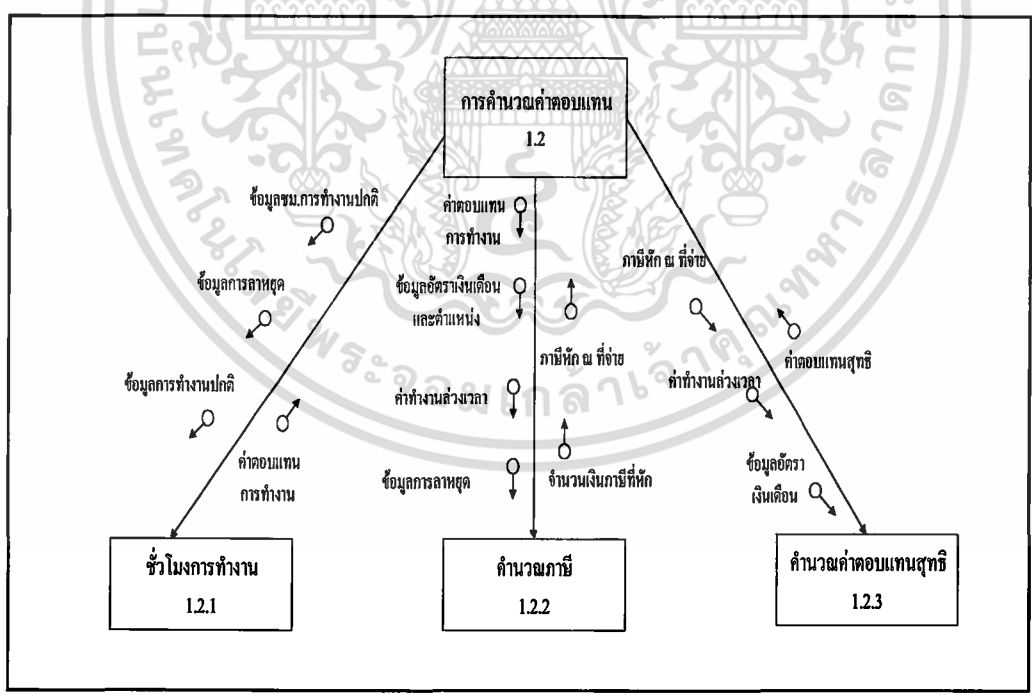 การคำนวณค่าตอบแทน
1.2
ข้อมูลชม.การทำงานปกติ
ข้อมูลการลาหยุด
ข้อมูลการทำงานปกติ
ค่าตอบแทน
การทำงาน
ค่าตอบแทน
การทำงาน
ข้อมูลอัตราเงินเดือน
และตำแหน่ง
ค่าทำงานล่วงเวลา
ข้อมูลการลาหยุด
ภาษีหัก ณ ที่จ่าย
จำนวนเงินภาษีที่หัก
ภาษีหัก ณ ที่จ่าย
ค่าทำงานล่วงเวลา
ข้อมูลอัตรา
เงินเดือน
ค่าตอบแทนสุทธิ
ชั่วโมงการทำงาน
1.2.1
คำนวณภาษี
1.2.2
คำนวณค่าตอบแทนสุทธิ
1.2.3